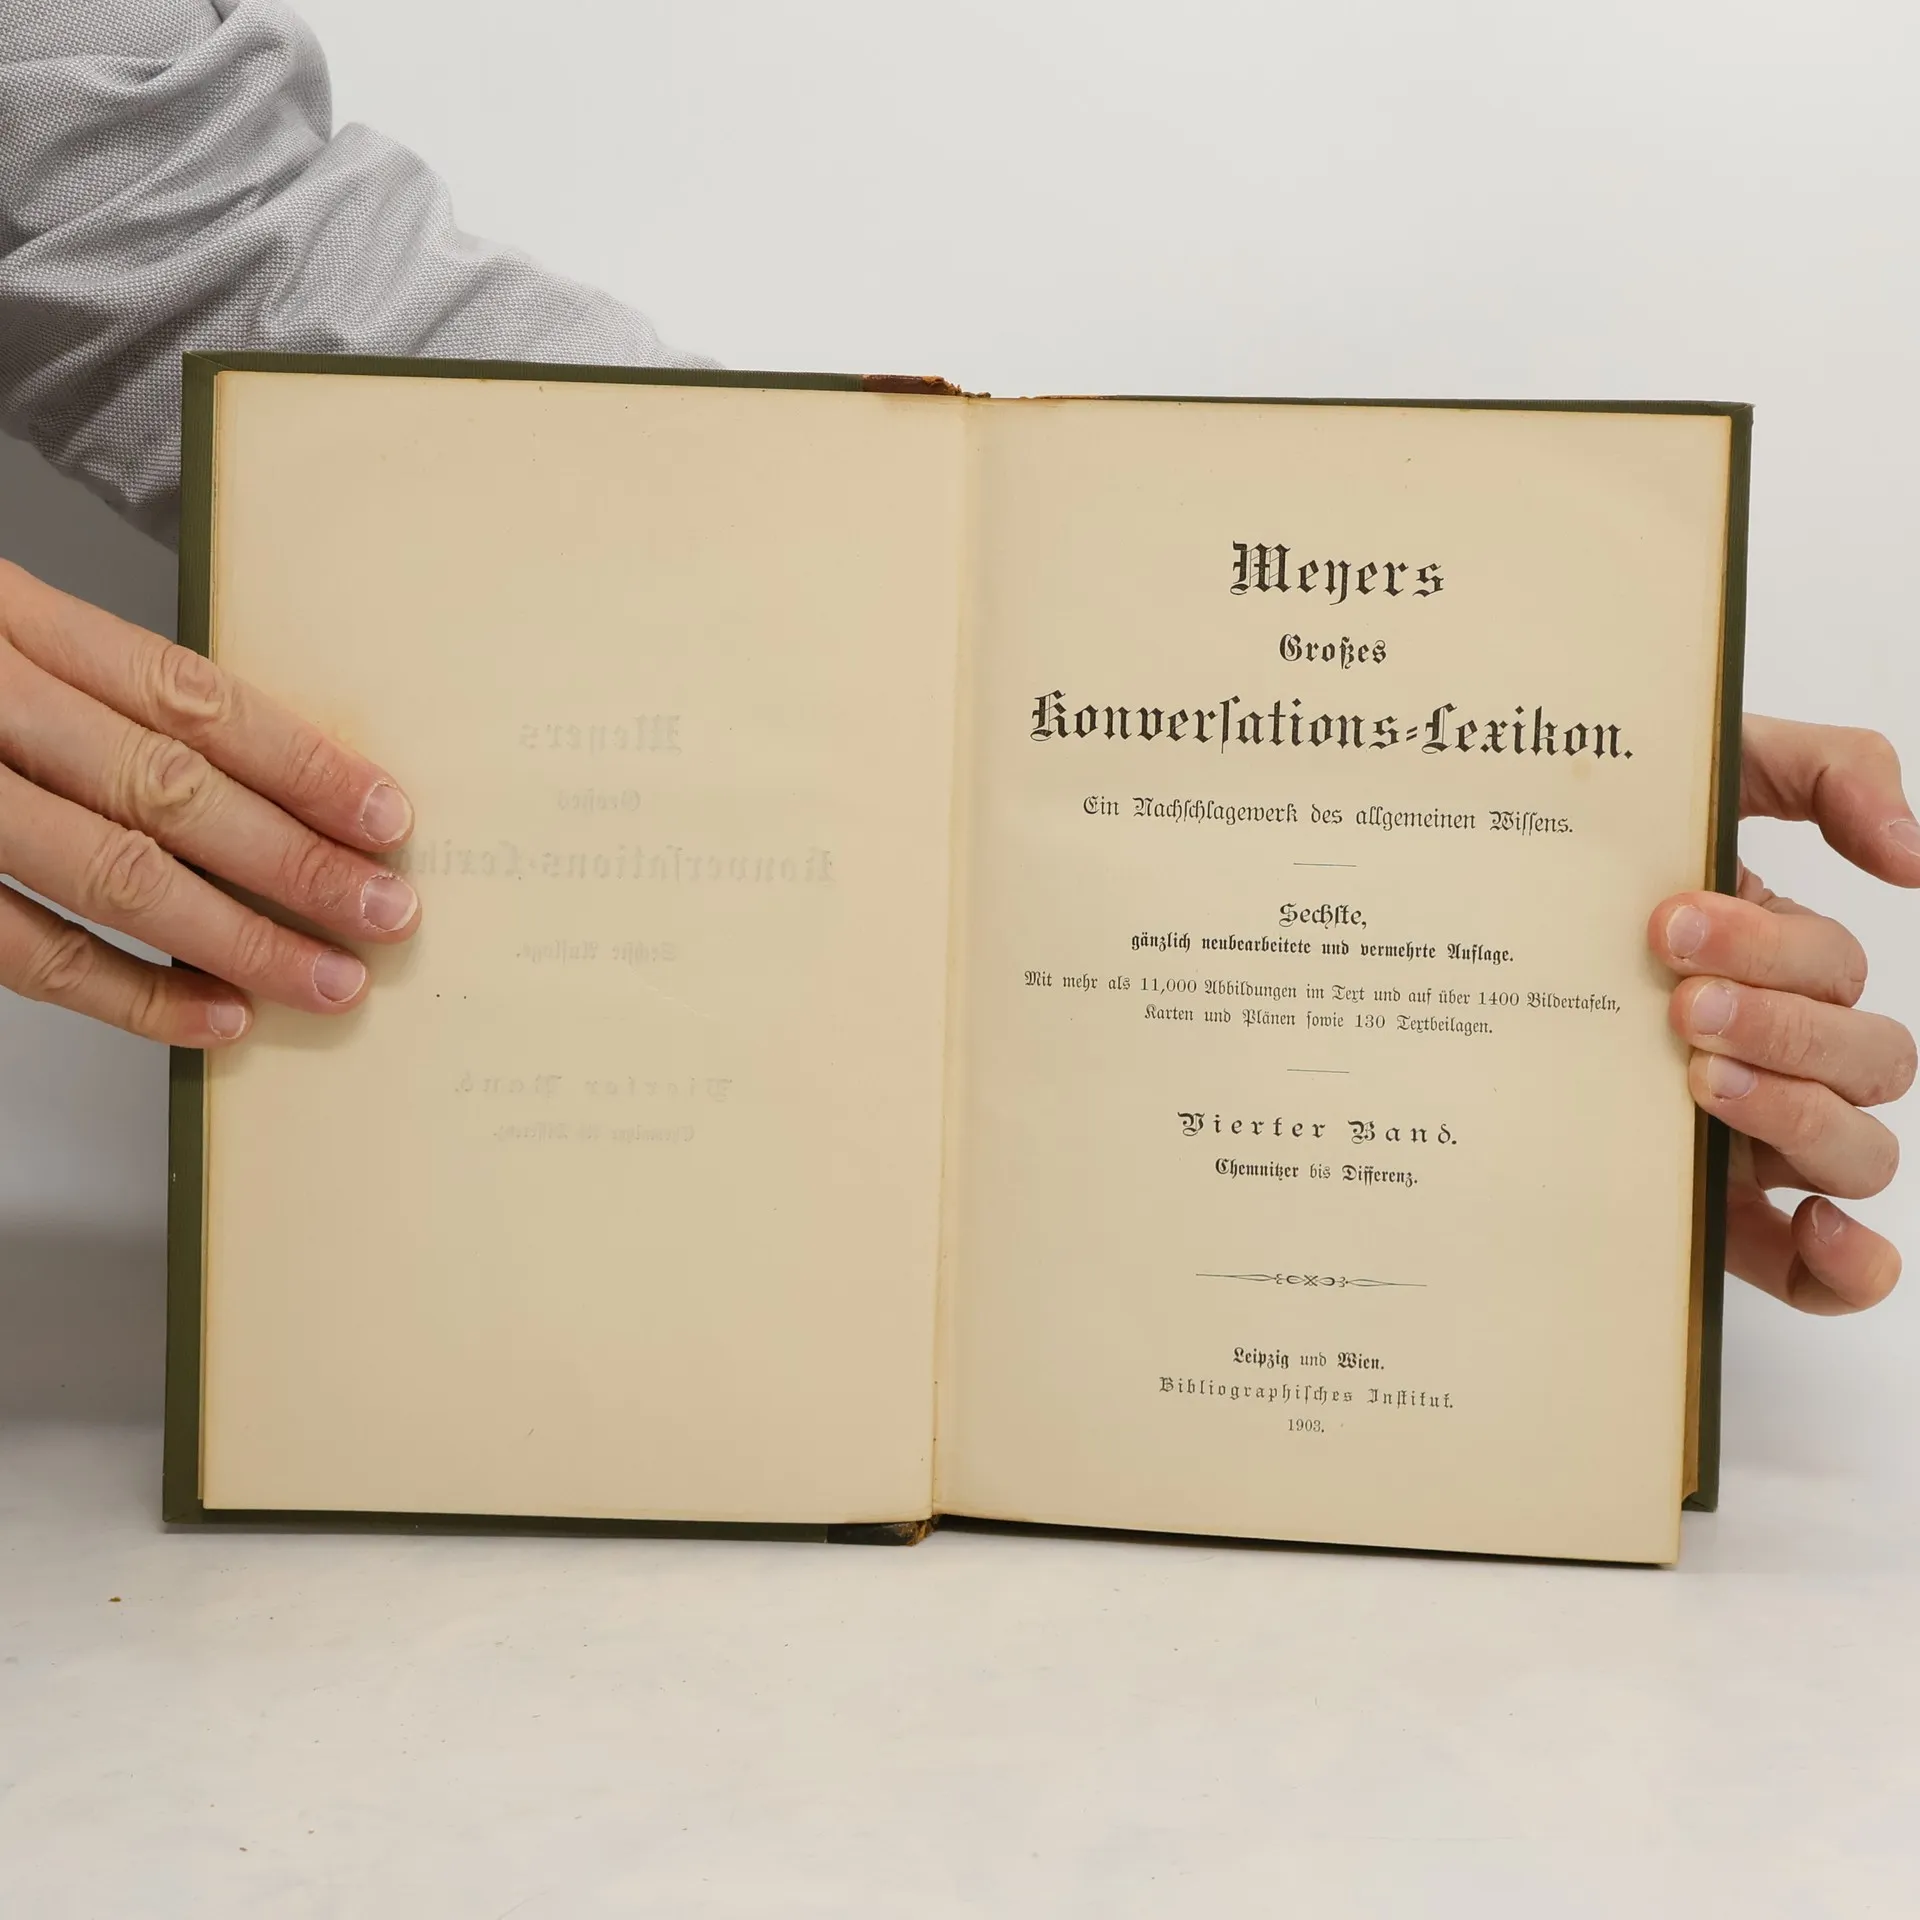 Meyers
Großes
Konverſations-Lexikon.
Ein Nachſchlagewerk des allgemeinen Wiſſens.
Sechſte,
gänzlich neubearbeitete und vermehrte Auflage.
Mit mehr als 11,000 Abbildungen im Text und auf über 1400 Bildertafeln,
Karten und Plänen ſowie 130 Textbeilagen.
Vierter Band.
Chemnitzer bis Differenz.
Leipzig und Wien.
Bibliographiſches Inſtitut.
1903.